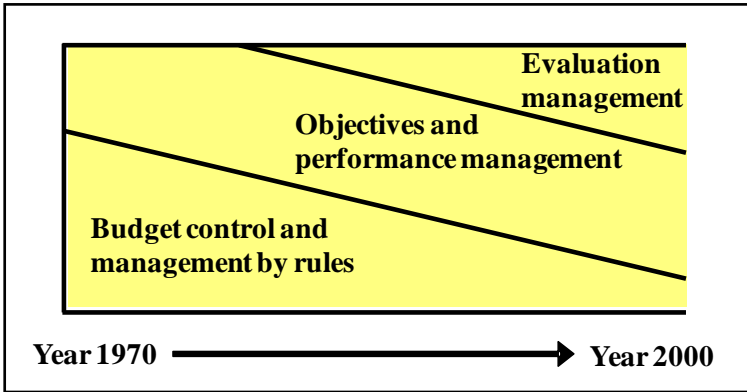 Evaluation
management
Objectives and
performance management
Budget control and
management by rules
Year 1970
Year 2000